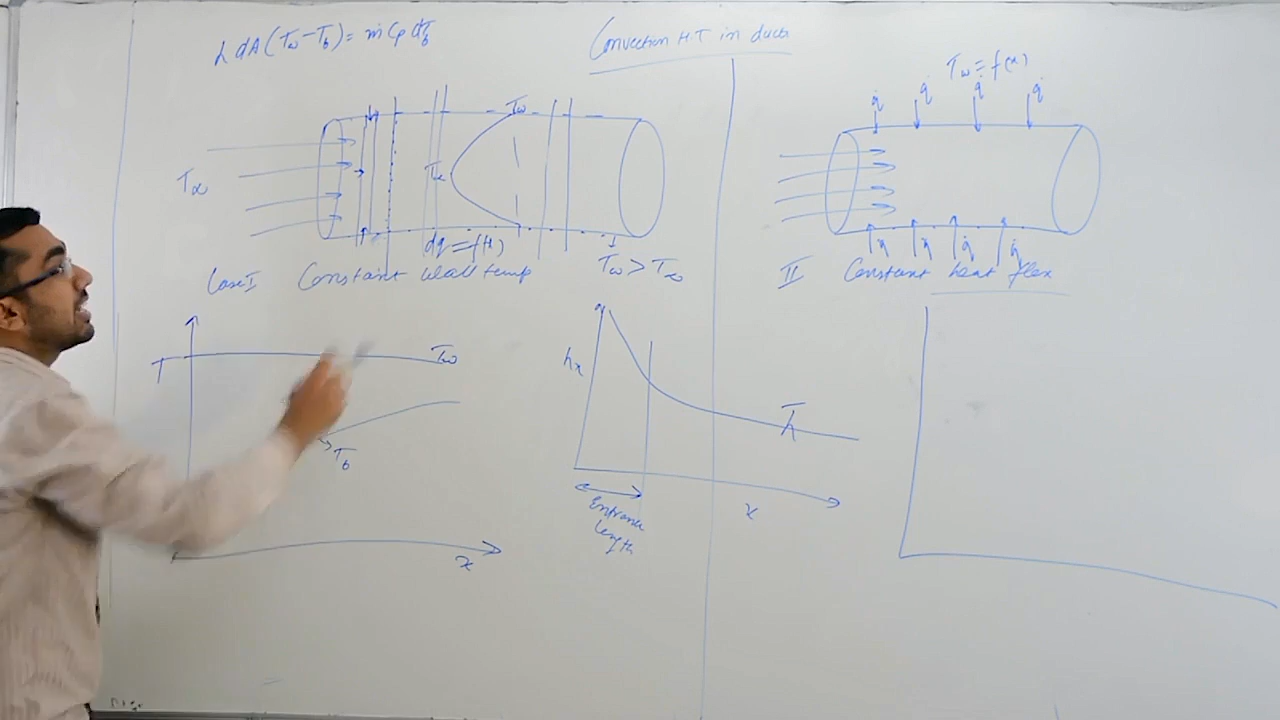 h dA (Tw - Tb) = ṁ Cp dTb
Convection H.T in ducts
Tw = f(x)
q̇ q̇ q̇ q̇
Tw
T∞
dq = f(x)
Tw > T∞
Case I Constant Wall temp
II Constant heat flux
T
Tw
Tb
x
hx
h̄
Entrance
length
x